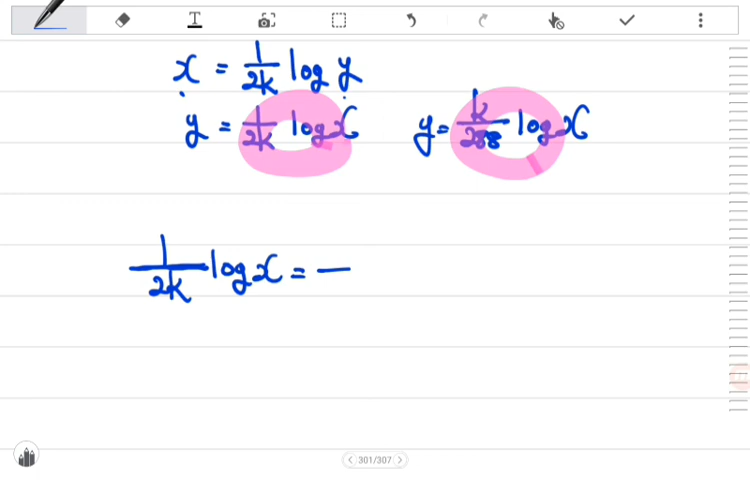 T
x = 1/2k log y
y = 1/2k log x    y = k/288 log x
1/2k log x = —
301/307